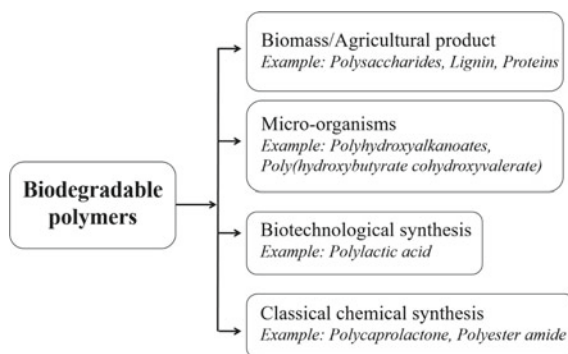 Biomass/Agricultural product
Example: Polysaccharides, Lignin, Proteins
Micro-organisms
Example: Polyhydroxyalkanoates,
Poly(hydroxybutyrate cohydroxyvalerate)
Biodegradable
polymers
Biotechnological synthesis
Example: Polylactic acid
Classical chemical synthesis
Example: Polycaprolactone, Polyester amide